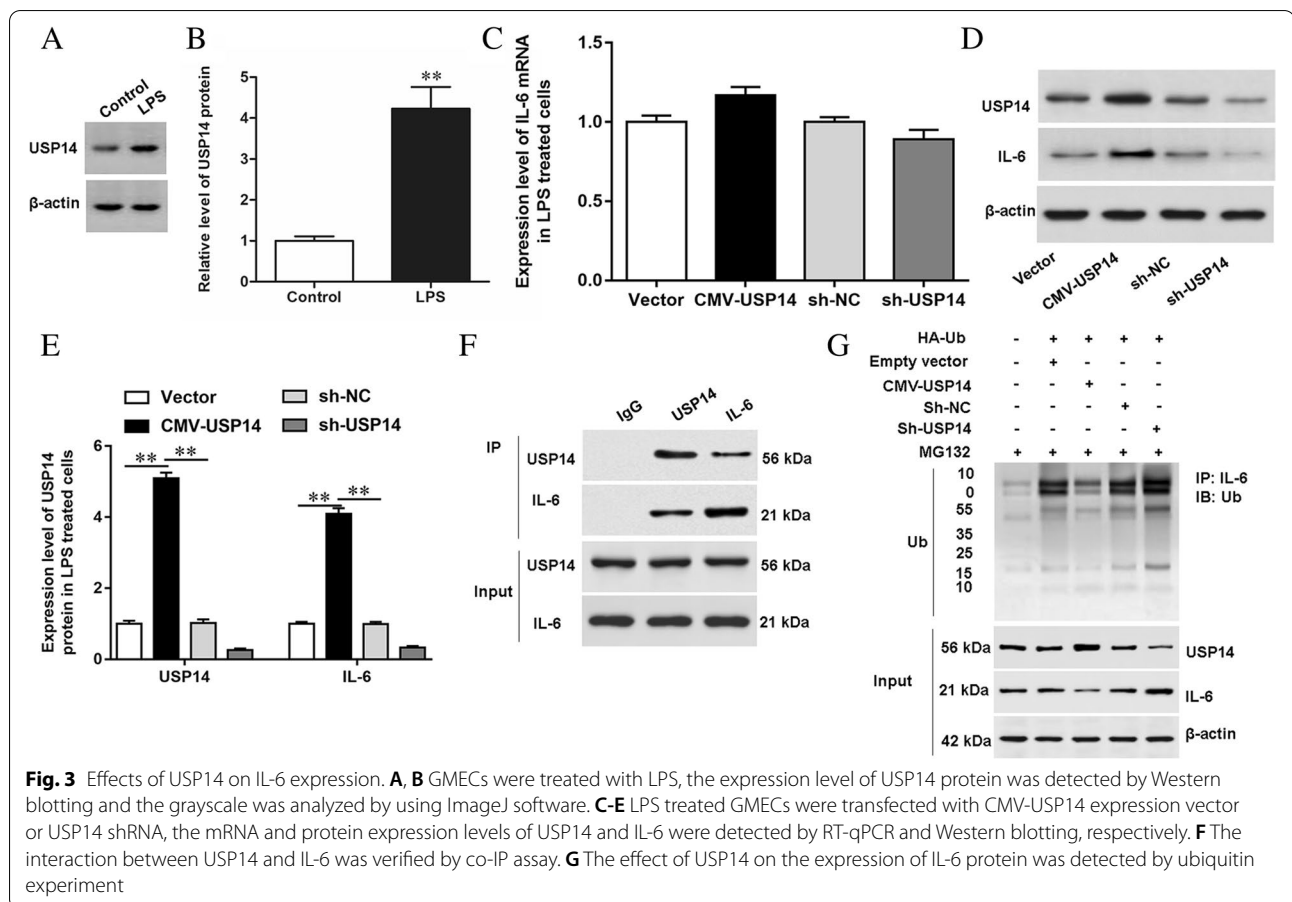 A
Control
LPS
USP14
β-actin
B
Relative level of USP14 protein
5
4
3
2
1
0
**
Control
LPS
C
Expression level of IL-6 mRNA
in LPS treated cells
1.5
1.0
0.5
0.0
Vector
CMV-USP14
sh-NC
sh-USP14
D
USP14
IL-6
β-actin
Vector
CMV-USP14
sh-NC
sh-USP14
E
Vector
CMV-USP14
sh-NC
sh-USP14
Expression level of USP14
protein in LPS treated cells
6
4
2
0
** **
** **
USP14
IL-6
F
IgG
USP14
IL-6
IP
USP14 56 kDa
IL-6 21 kDa
Input
USP14 56 kDa
IL-6 21 kDa
G
HA-Ub - + + + +
Empty vector - + - - -
CMV-USP14 - - + - -
Sh-NC - - - + -
Sh-USP14 - - - - +
MG132 + + + + +
10
0
55
35
25
15
10
Ub
IP: IL-6
IB: Ub
Input
56 kDa USP14
21 kDa IL-6
42 kDa β-actin
Fig. 3 Effects of USP14 on IL-6 expression. A, B GMECs were treated with LPS, the expression level of USP14 protein was detected by Western
blotting and the grayscale was analyzed by using ImageJ software. C-E LPS treated GMECs were transfected with CMV-USP14 expression vector
or USP14 shRNA, the mRNA and protein expression levels of USP14 and IL-6 were detected by RT-qPCR and Western blotting, respectively. F The
interaction between USP14 and IL-6 was verified by co-IP assay. G The effect of USP14 on the expression of IL-6 protein was detected by ubiquitin
experiment